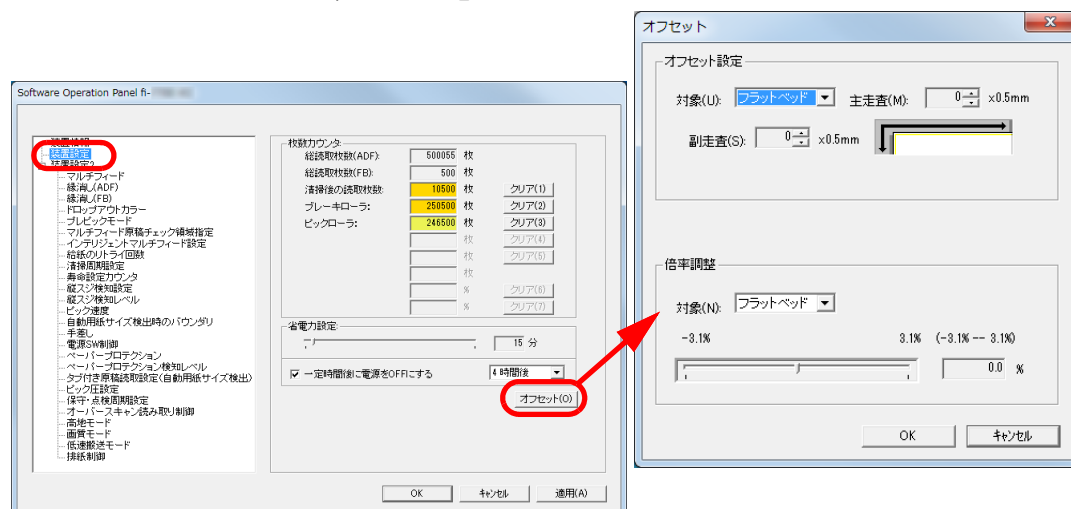 Software Operation Panel fi-
装置情報
装置設定
装置設定2
マルチフィード
縁消し(ADF)
縁消し(FB)
ドロップアウトカラー
プレピックモード
マルチフィード原稿チェック領域指定
インテリジェントマルチフィード設定
給紙のリトライ回数
清掃周期設定
寿命設定カウンタ
縦スジ検知設定
縦スジ検知レベル
ピック速度
自動用紙サイズ検出時のバウンダリ
手差し
電源SW制御
ペーパープロテクション
ペーパープロテクション検知レベル
タブ付き原稿読取設定(自動用紙サイズ検出)
ピック圧設定
保守・点検周期設定
オーバースキャン読み取り制御
高地モード
画質モード
低速搬送モード
排紙制御
枚数カウンタ:
総読取枚数(ADF): 500055 枚
総読取枚数(FB): 500 枚
清掃後の読取枚数: 10500 枚 クリア(1)
ブレーキローラ: 250500 枚 クリア(2)
ピックローラ: 246500 枚 クリア(3)
枚 クリア(4)
枚 クリア(5)
枚
% クリア(6)
% クリア(7)
省電力設定:
15 分
一定時間後に電源をOFFにする 4 時間後
オフセット(O)
OK キャンセル 適用(A)
オフセット
オフセット設定
対象(U): フラットベッド 主走査(M): 0 x0.5mm
副走査(S): 0 x0.5mm
倍率調整
対象(N): フラットベッド
-3.1% 3.1% (-3.1% -- 3.1%)
0.0 %
OK キャンセル